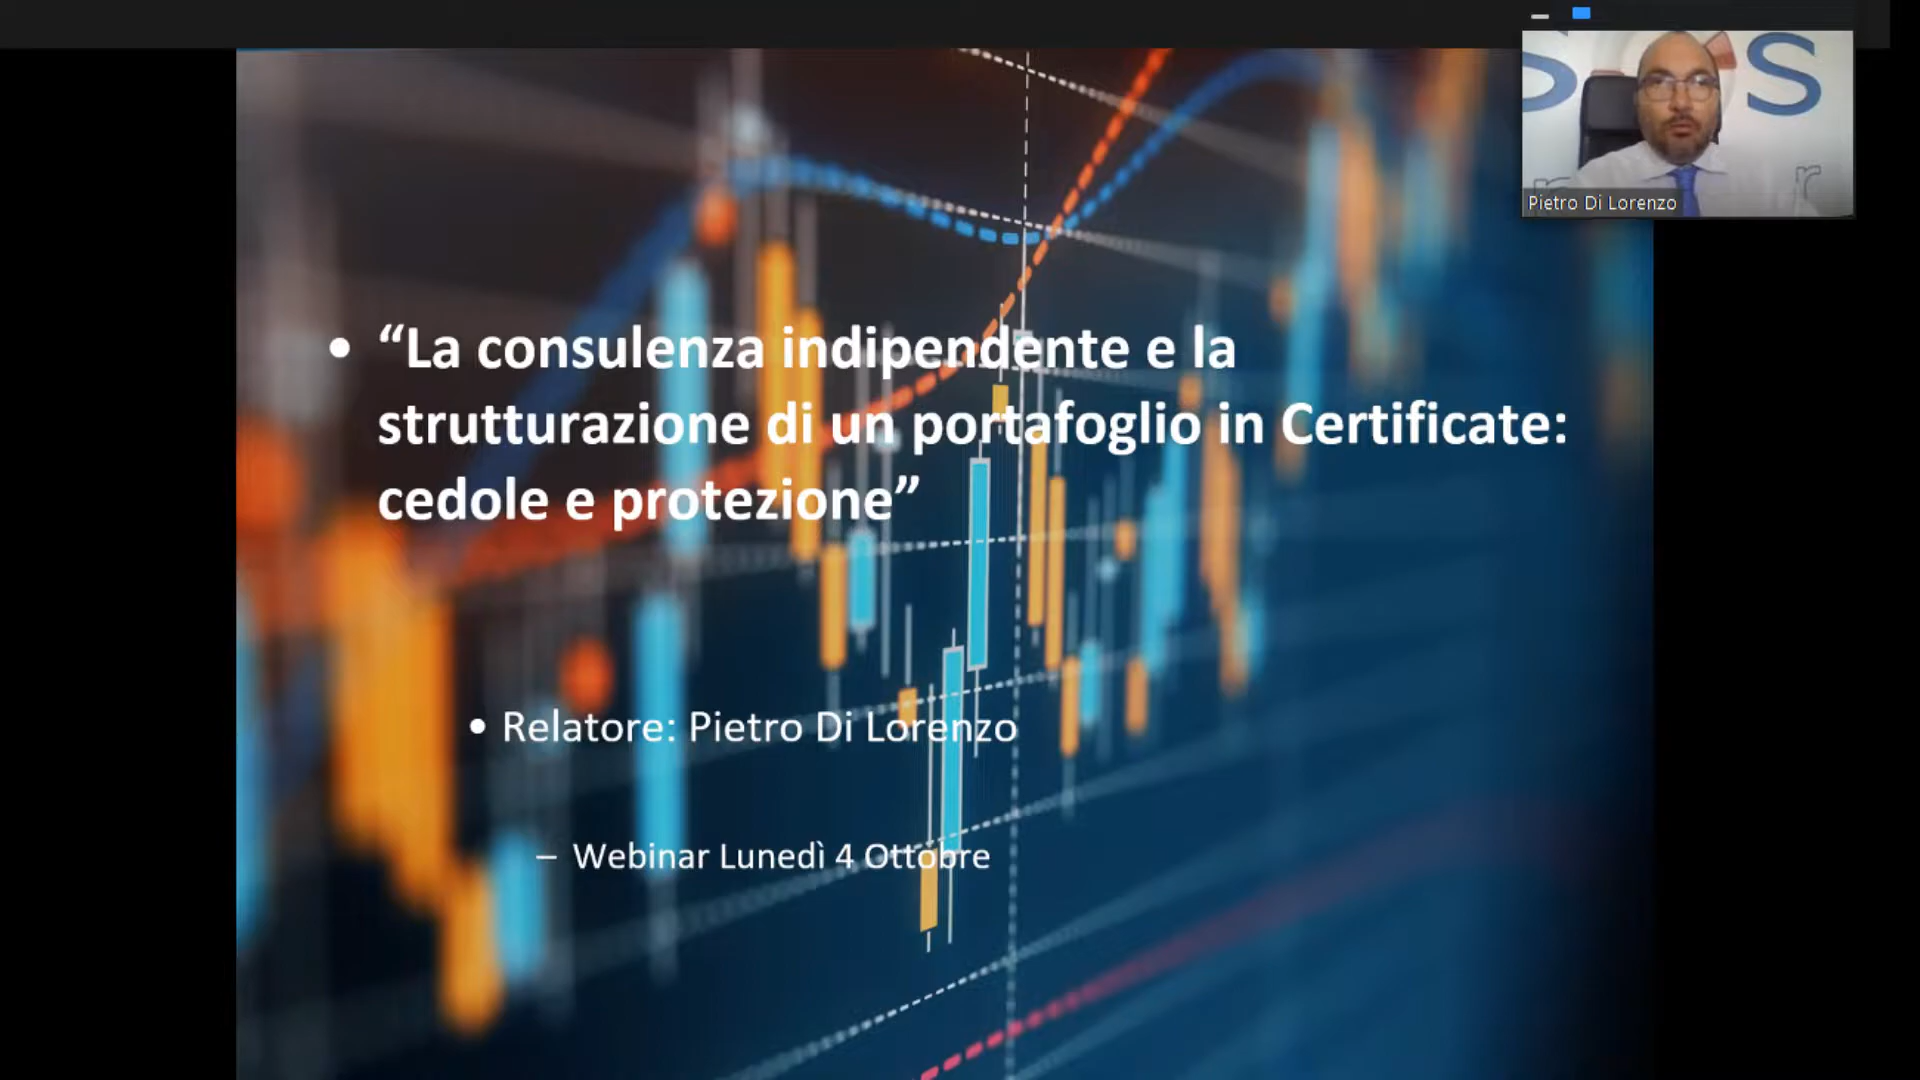 Pietro Di Lorenzo
• “La consulenza indipendente e la
strutturazione di un portafoglio in Certificate:
cedole e protezione”
• Relatore: Pietro Di Lorenzo
– Webinar Lunedì 4 Ottobre